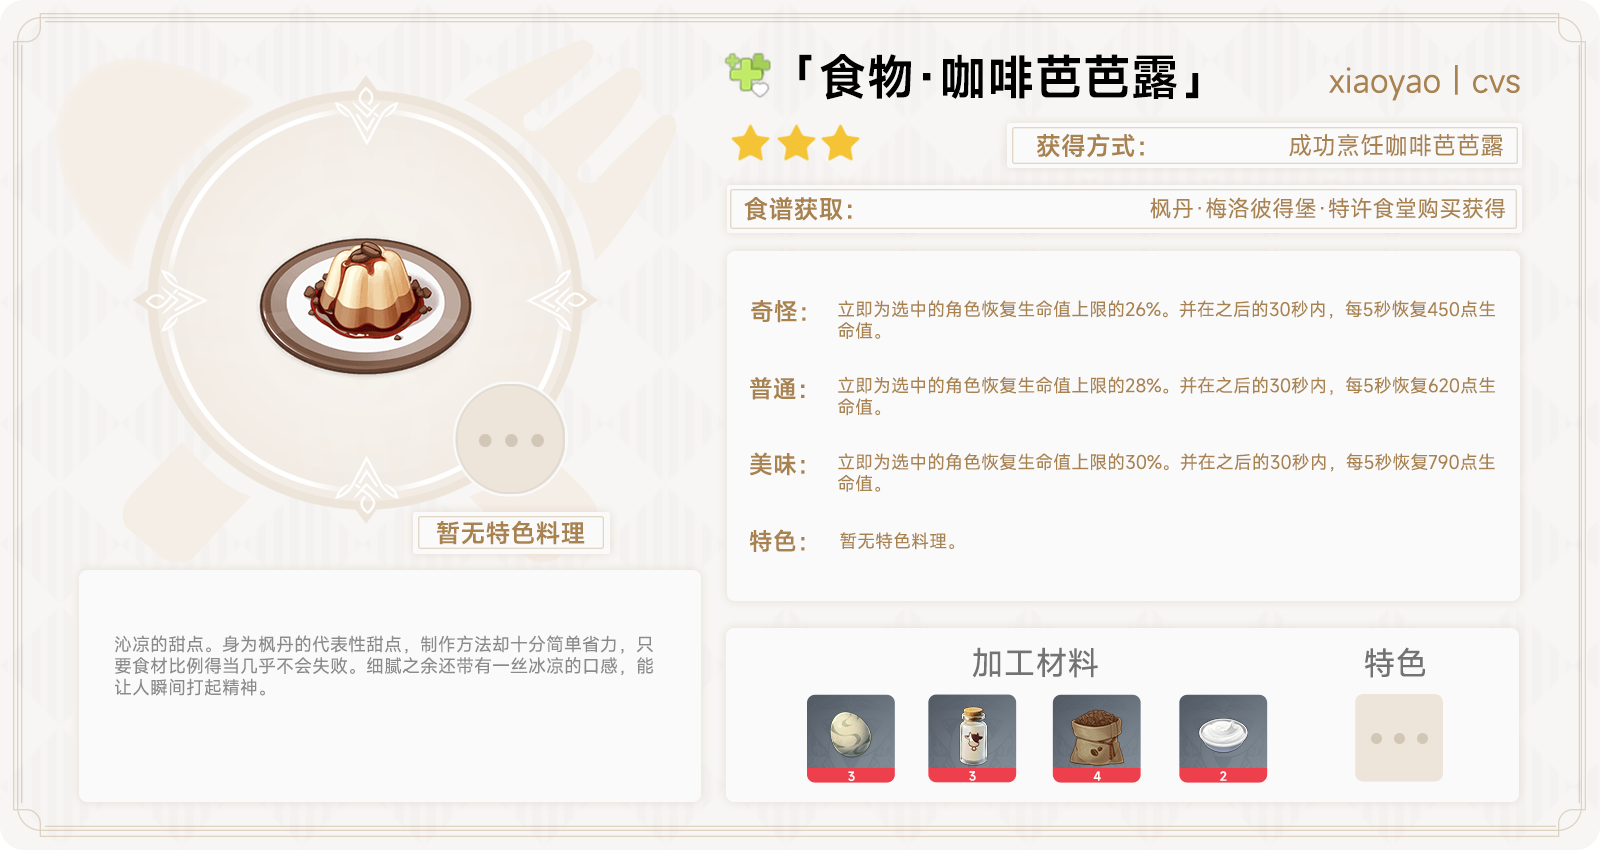 「食物·咖啡芭芭露」
xiaoyao | cvs
获得方式：
成功烹饪咖啡芭芭露
食谱获取：
枫丹·梅洛彼得堡·特许食堂购买获得
奇怪：
立即为选中的角色恢复生命值上限的26%。并在之后的30秒内，每5秒恢复450点生
命值。
普通：
立即为选中的角色恢复生命值上限的28%。并在之后的30秒内，每5秒恢复620点生
命值。
美味：
立即为选中的角色恢复生命值上限的30%。并在之后的30秒内，每5秒恢复790点生
命值。
特色：
暂无特色料理。
暂无特色料理
沁凉的甜点。身为枫丹的代表性甜点，制作方法却十分简单省力，只
要食材比例得当几乎不会失败。细腻之余还带有一丝冰凉的口感，能
让人瞬间打起精神。
加工材料
特色
3
3
4
2